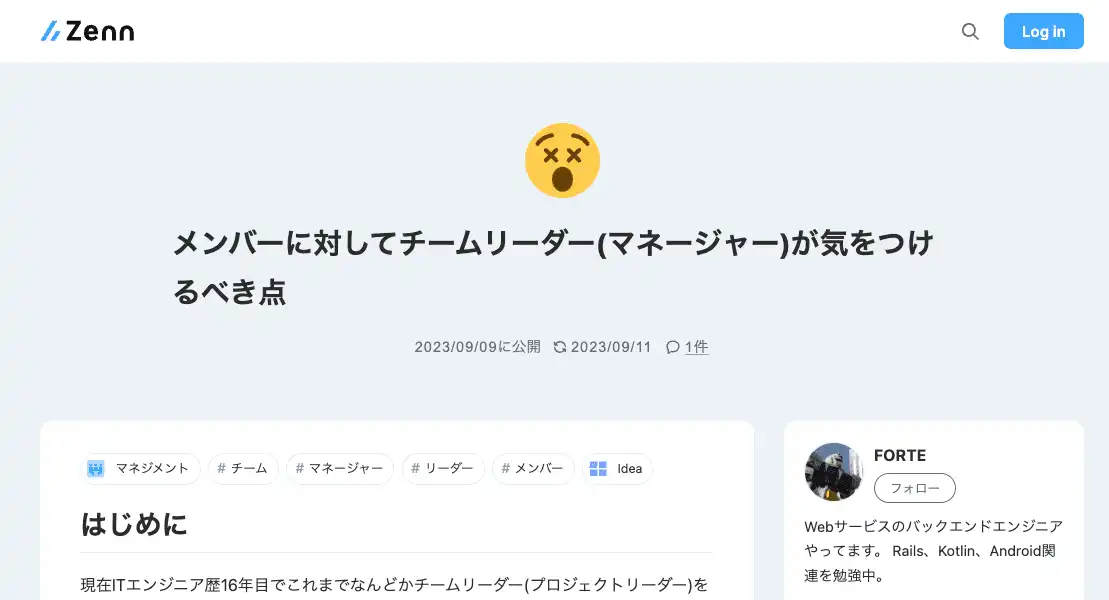 Zenn
Log in
メンバーに対してチームリーダー(マネージャー)が気をつけ
るべき点
2023/09/09に公開 2023/09/11 1件
マネジメント # チーム # マネージャー # リーダー # メンバー Idea
はじめに
現在ITエンジニア歴16年目でこれまでなんどかチームリーダー(プロジェクトリーダー)を
FORTE
フォロー
Webサービスのバックエンドエンジニア
やってます。 Rails、Kotlin、Android関
連を勉強中。